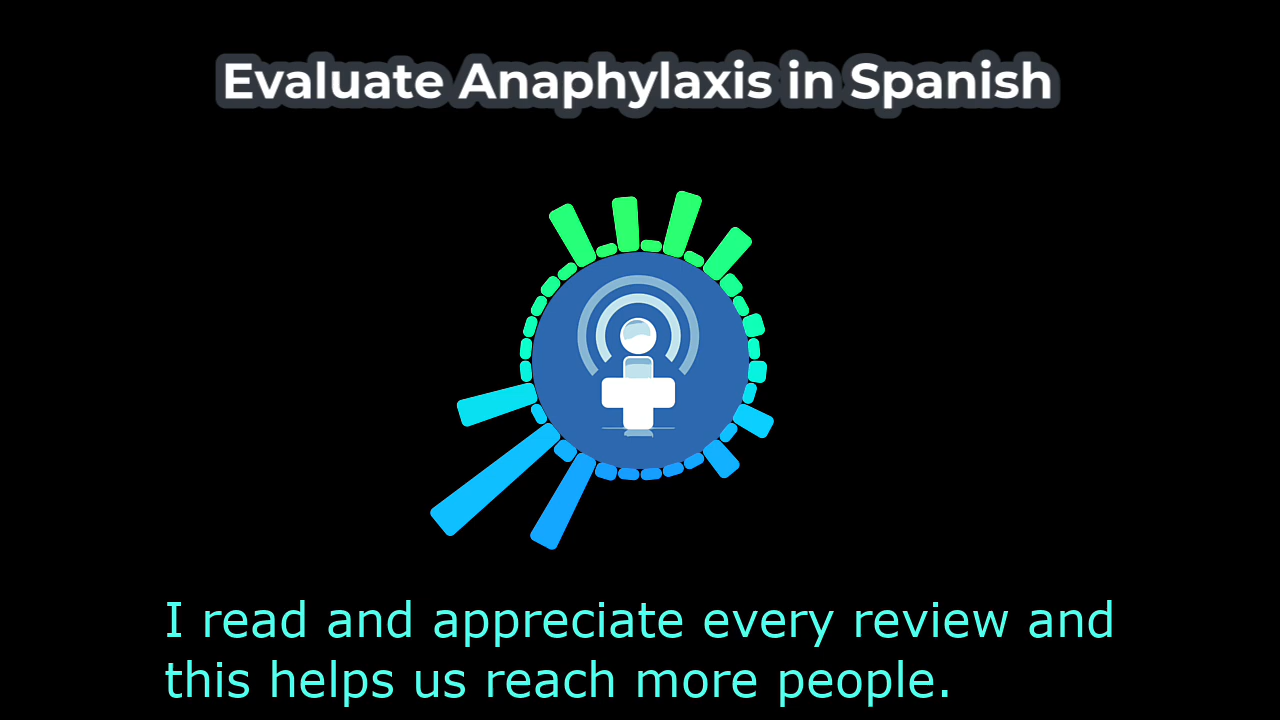 Evaluate Anaphylaxis in Spanish
I read and appreciate every review and
this helps us reach more people.